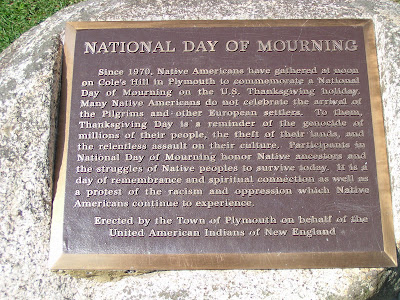 NATIONAL DAY OF MOURNING
Since 1970, Native Americans have gathered at noon
on Cole's Hill in Plymouth to commemorate a National
Day of Mourning on the U.S. Thanksgiving holiday.
Many Native Americans do not celebrate the arrival of
the Pilgrims and other European settlers. To them,
Thanksgiving Day is a reminder of the genocide of
millions of their people, the theft of their lands, and
the relentless assault on their culture. Participants in
National Day of Mourning honor Native ancestors and
the struggles of Native peoples to survive today. It is a
day of remembrance and spiritual connection as well as
a protest of the racism and oppression which Native
Americans continue to experience.
Erected by the Town of Plymouth on behalf of the
United American Indians of New England